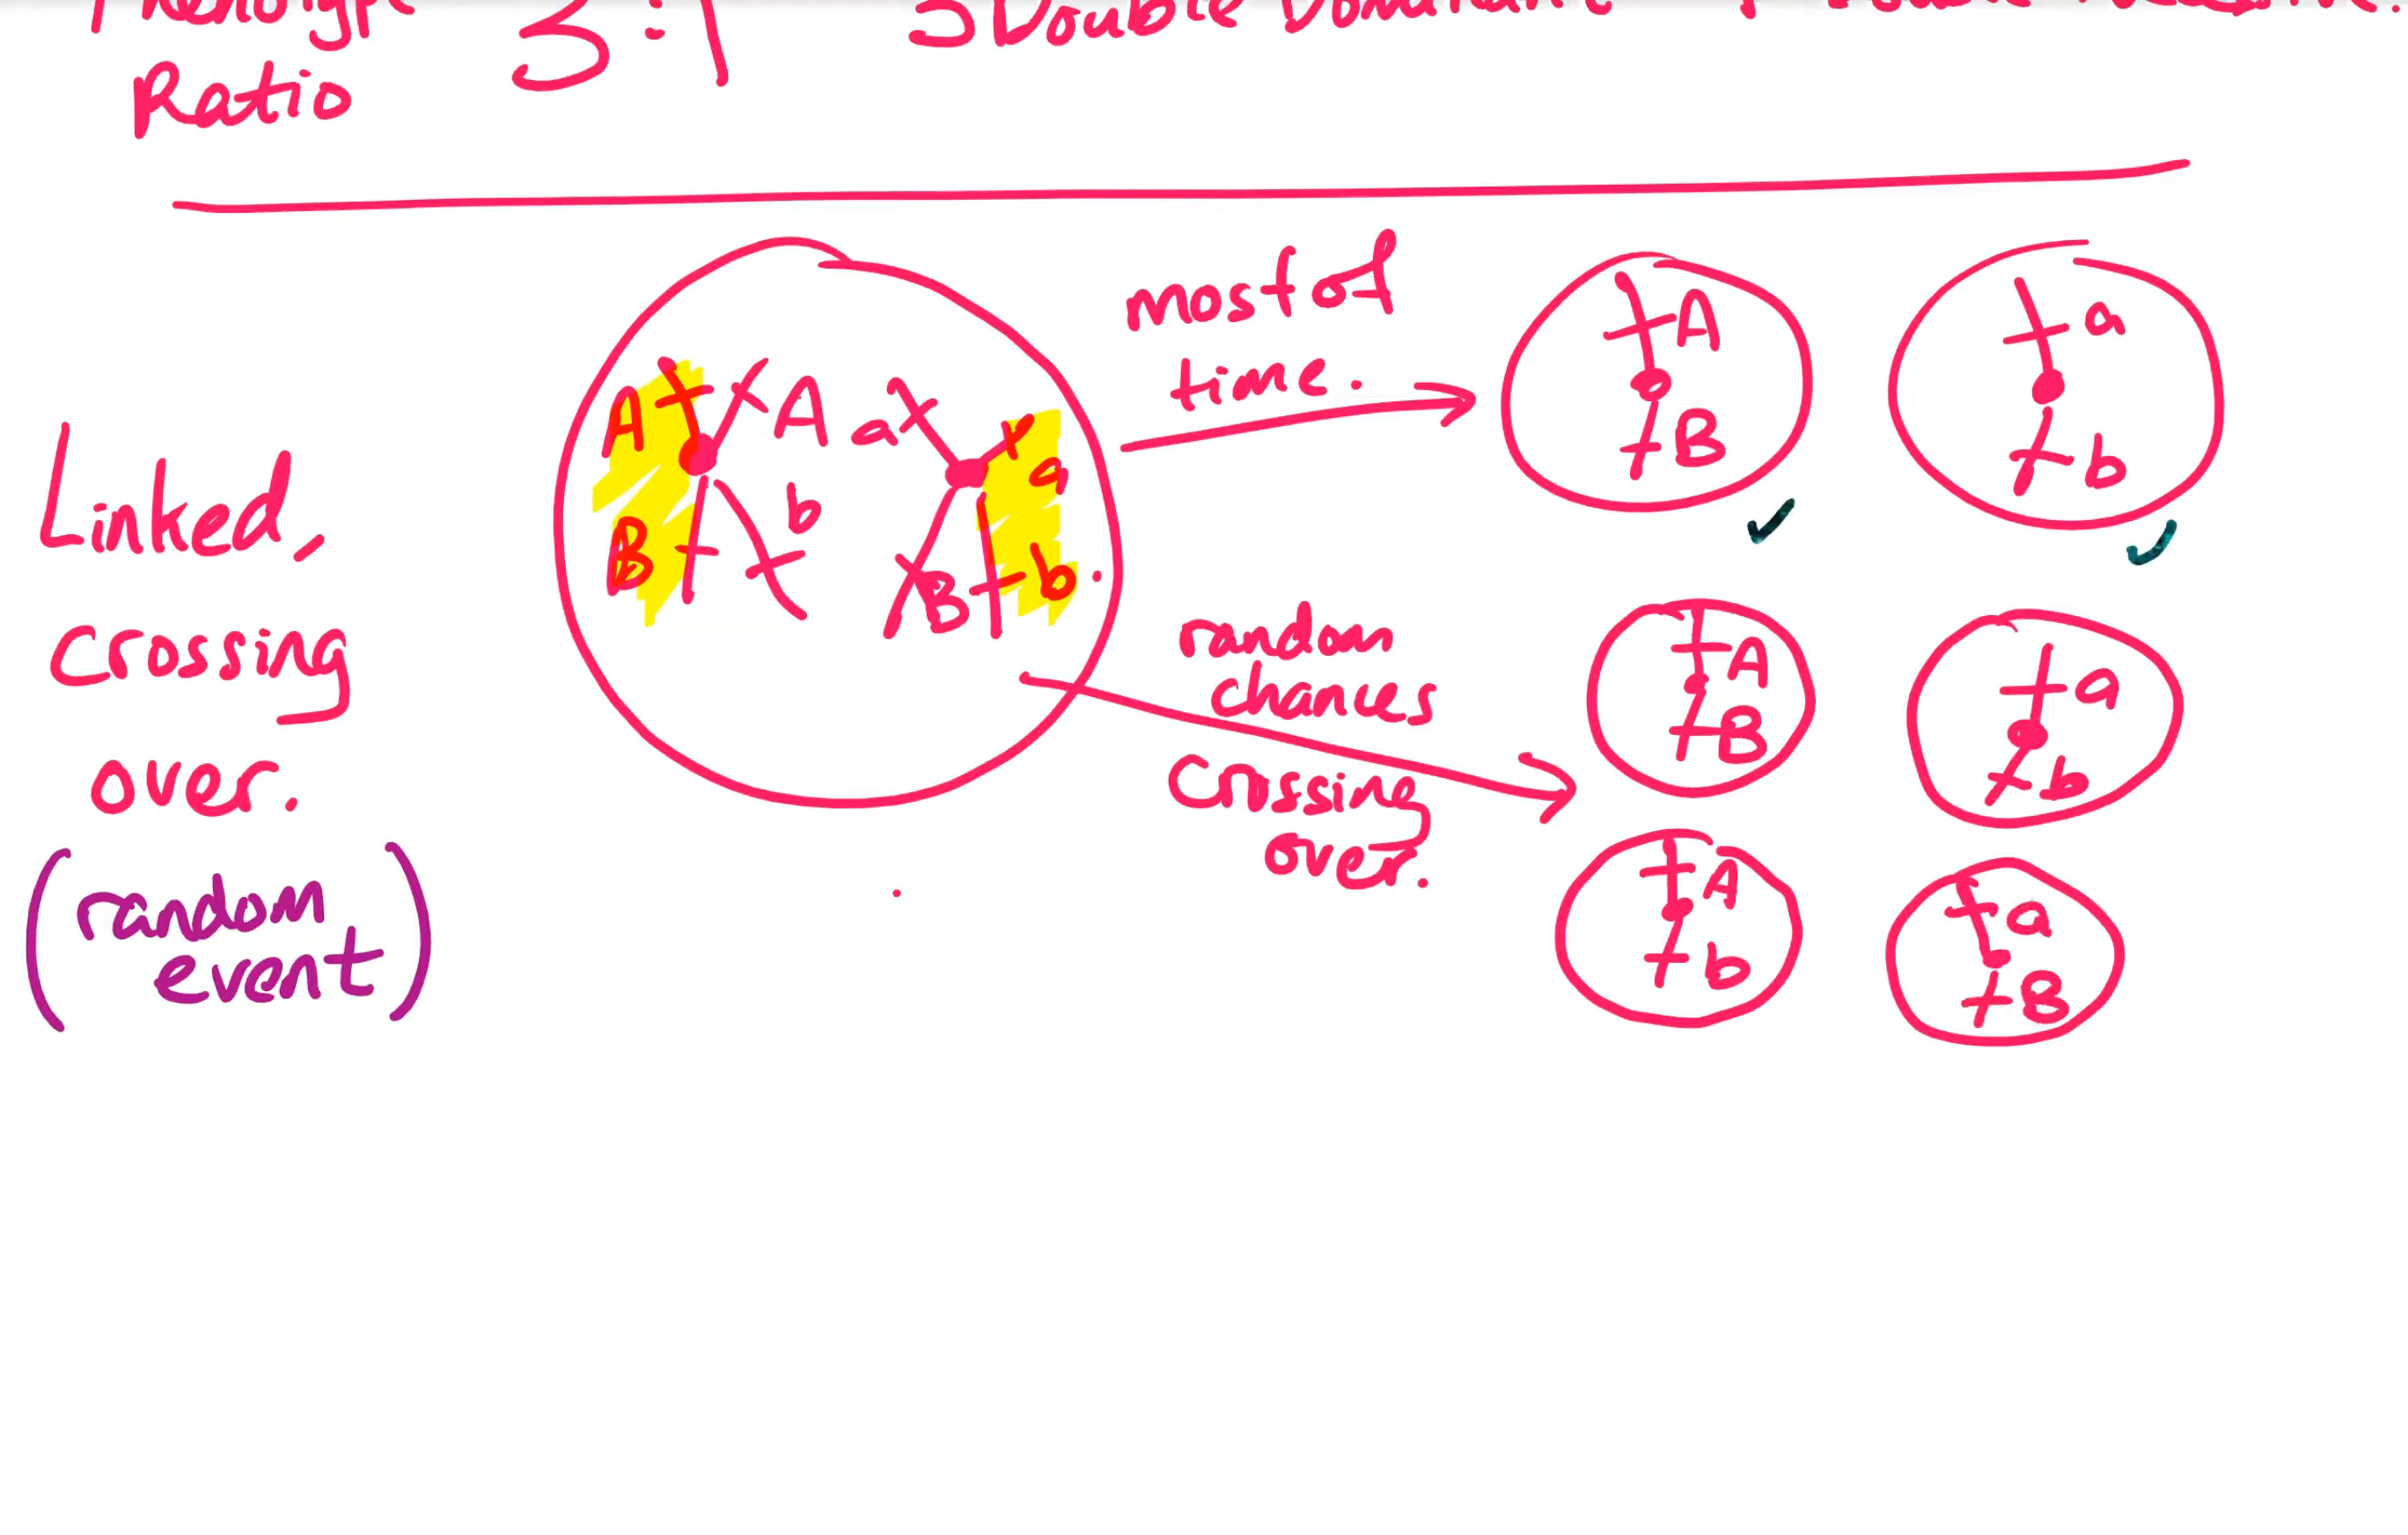 Ratio
3:1
Linked,
crossing
over.
(random
event)
A
A
a
a
B
b
B
b.
most of
time.
A
B
a
b
random
chances
crossing
over.
A
B
a
b
A
b
a
B